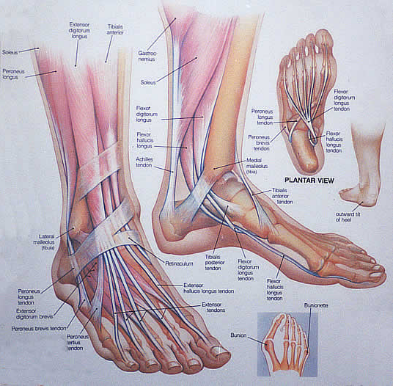 Extensor
digitorum
longus
Tibialis
anterior
Soleus
Peroneus
longus
Gastroc-
nemius
Soleus
Flexor
digitorum
longus
Flexor
hallucis
longus
Achilles
tendon
Peroneus
longus
tendon
Peroneus
brevis
tendon
Flexor
digitorum
longus
tendon
Flexor
hallucis
longus
tendon
PLANTAR VIEW
Medial
malleolus
Tibialis
anterior
tendon
outward tilt
of heel
Lateral
malleolus
Tibialis
posterior
tendon
Flexor
digitorum
longus
tendon
Flexor
hallucis
longus
tendon
Retinaculum
Extensor
hallucis longus tendon
Extensor
tendons
Peroneus
longus
tendon
Extensor digitorum brevis
Peroneus brevis tendon
Peroneus
tertius
tendon
Bunion
Bunionette